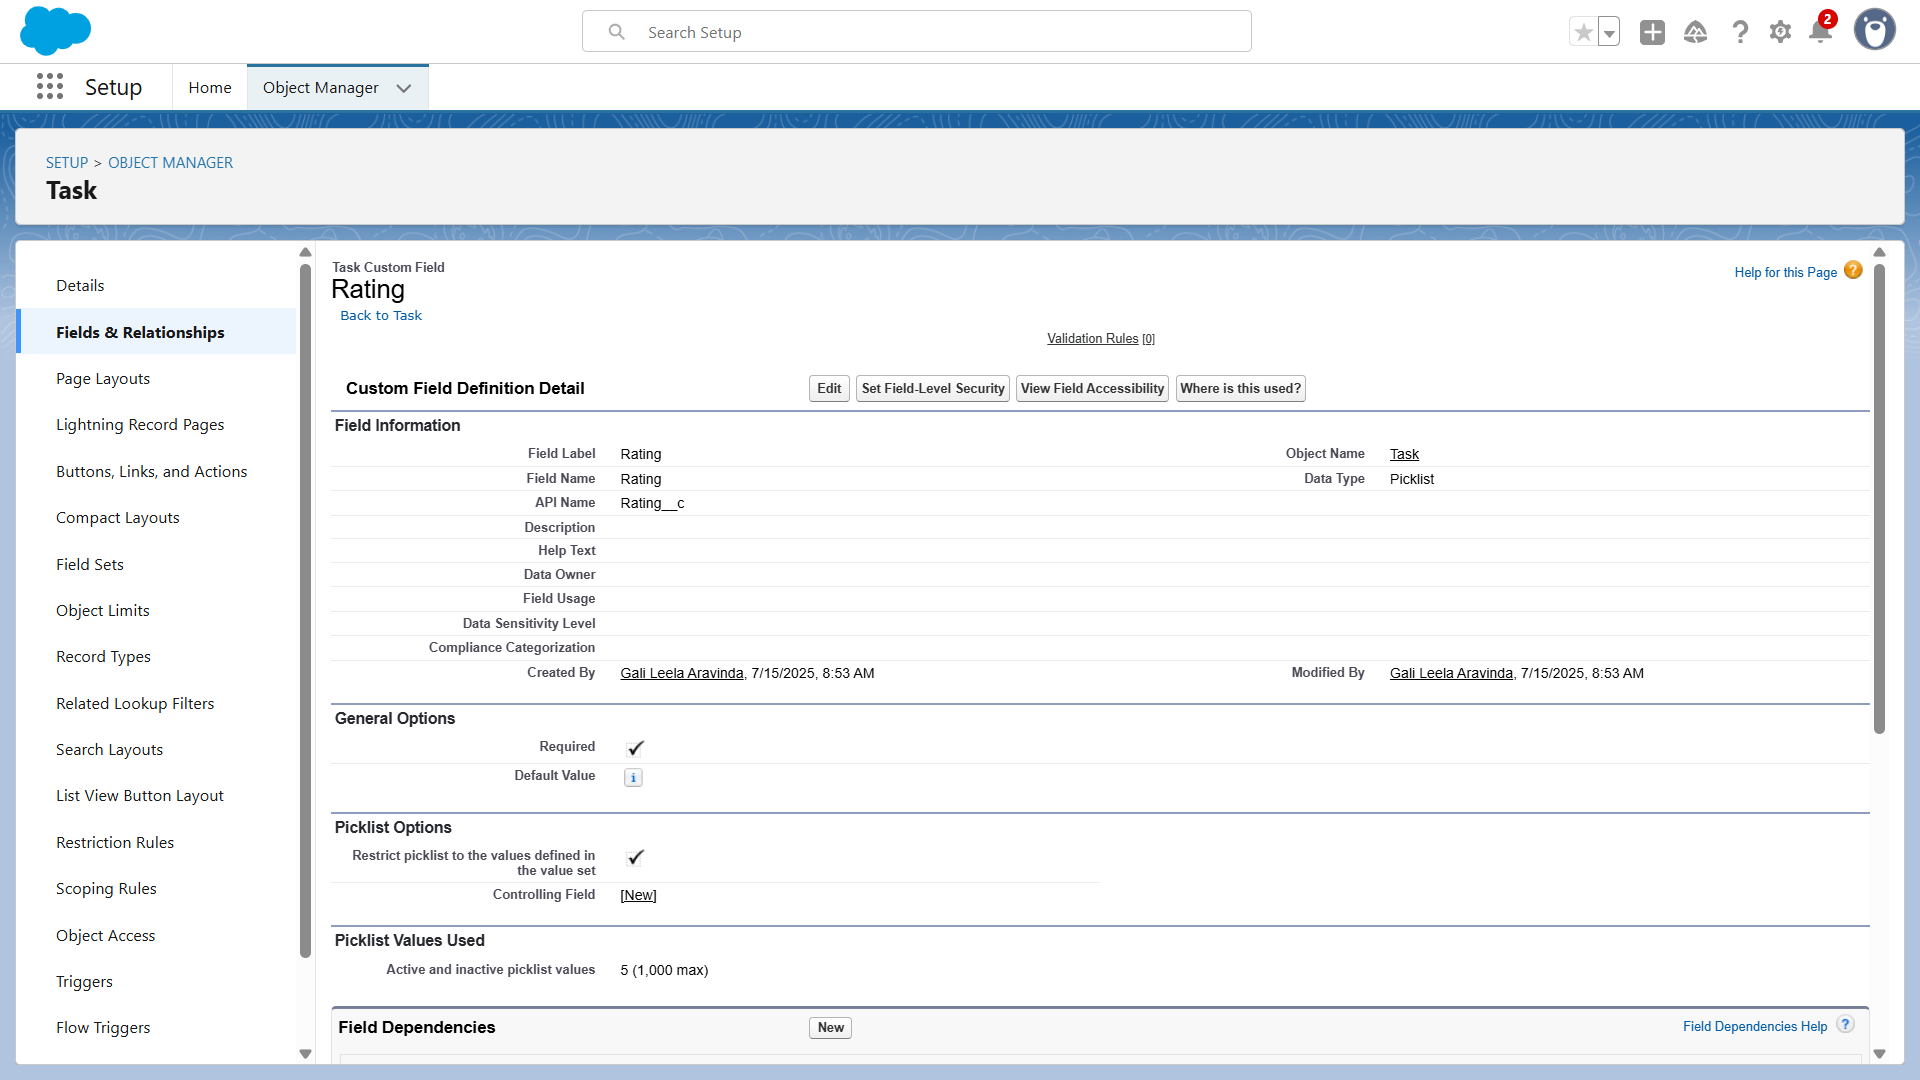 Search Setup
2
Setup
Home
Object Manager
SETUP > OBJECT MANAGER
Task
Details
Fields & Relationships
Page Layouts
Lightning Record Pages
Buttons, Links, and Actions
Compact Layouts
Field Sets
Object Limits
Record Types
Related Lookup Filters
Search Layouts
List View Button Layout
Restriction Rules
Scoping Rules
Object Access
Triggers
Flow Triggers
Task Custom Field
Rating
Back to Task
Help for this Page ?
Validation Rules [0]
Custom Field Definition Detail
Edit
Set Field-Level Security
View Field Accessibility
Where is this used?
Field Information
Field Label Rating Object Name Task
Field Name Rating Data Type Picklist
API Name Rating__c
Description
Help Text
Data Owner
Field Usage
Data Sensitivity Level
Compliance Categorization
Created By Gali Leela Aravinda, 7/15/2025, 8:53 AM Modified By Gali Leela Aravinda, 7/15/2025, 8:53 AM
General Options
Required
Default Value i
Picklist Options
Restrict picklist to the values defined in
the value set
Controlling Field [New]
Picklist Values Used
Active and inactive picklist values 5 (1,000 max)
Field Dependencies
New
Field Dependencies Help ?